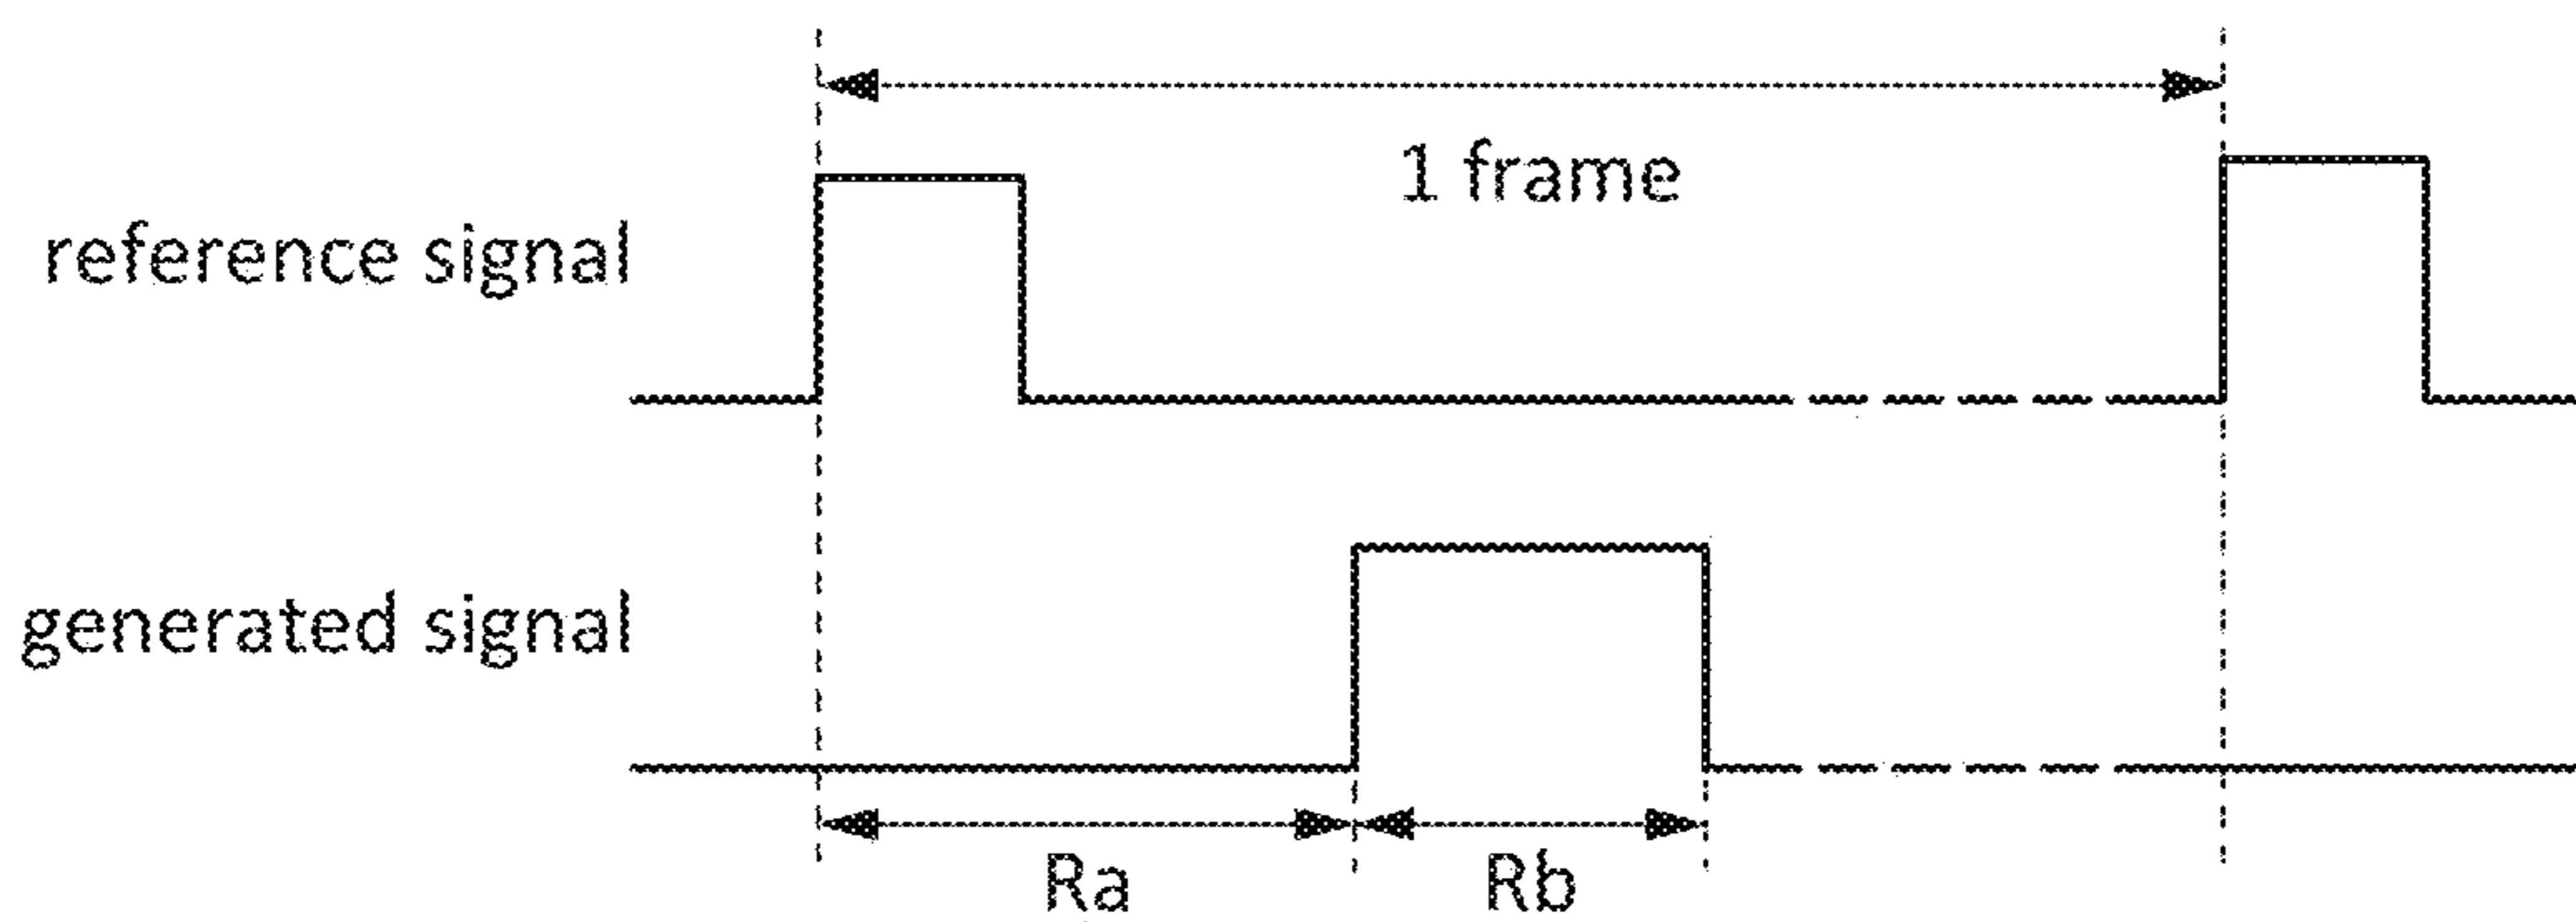 1 frame
reference signal
generated signal
Ra
Rb